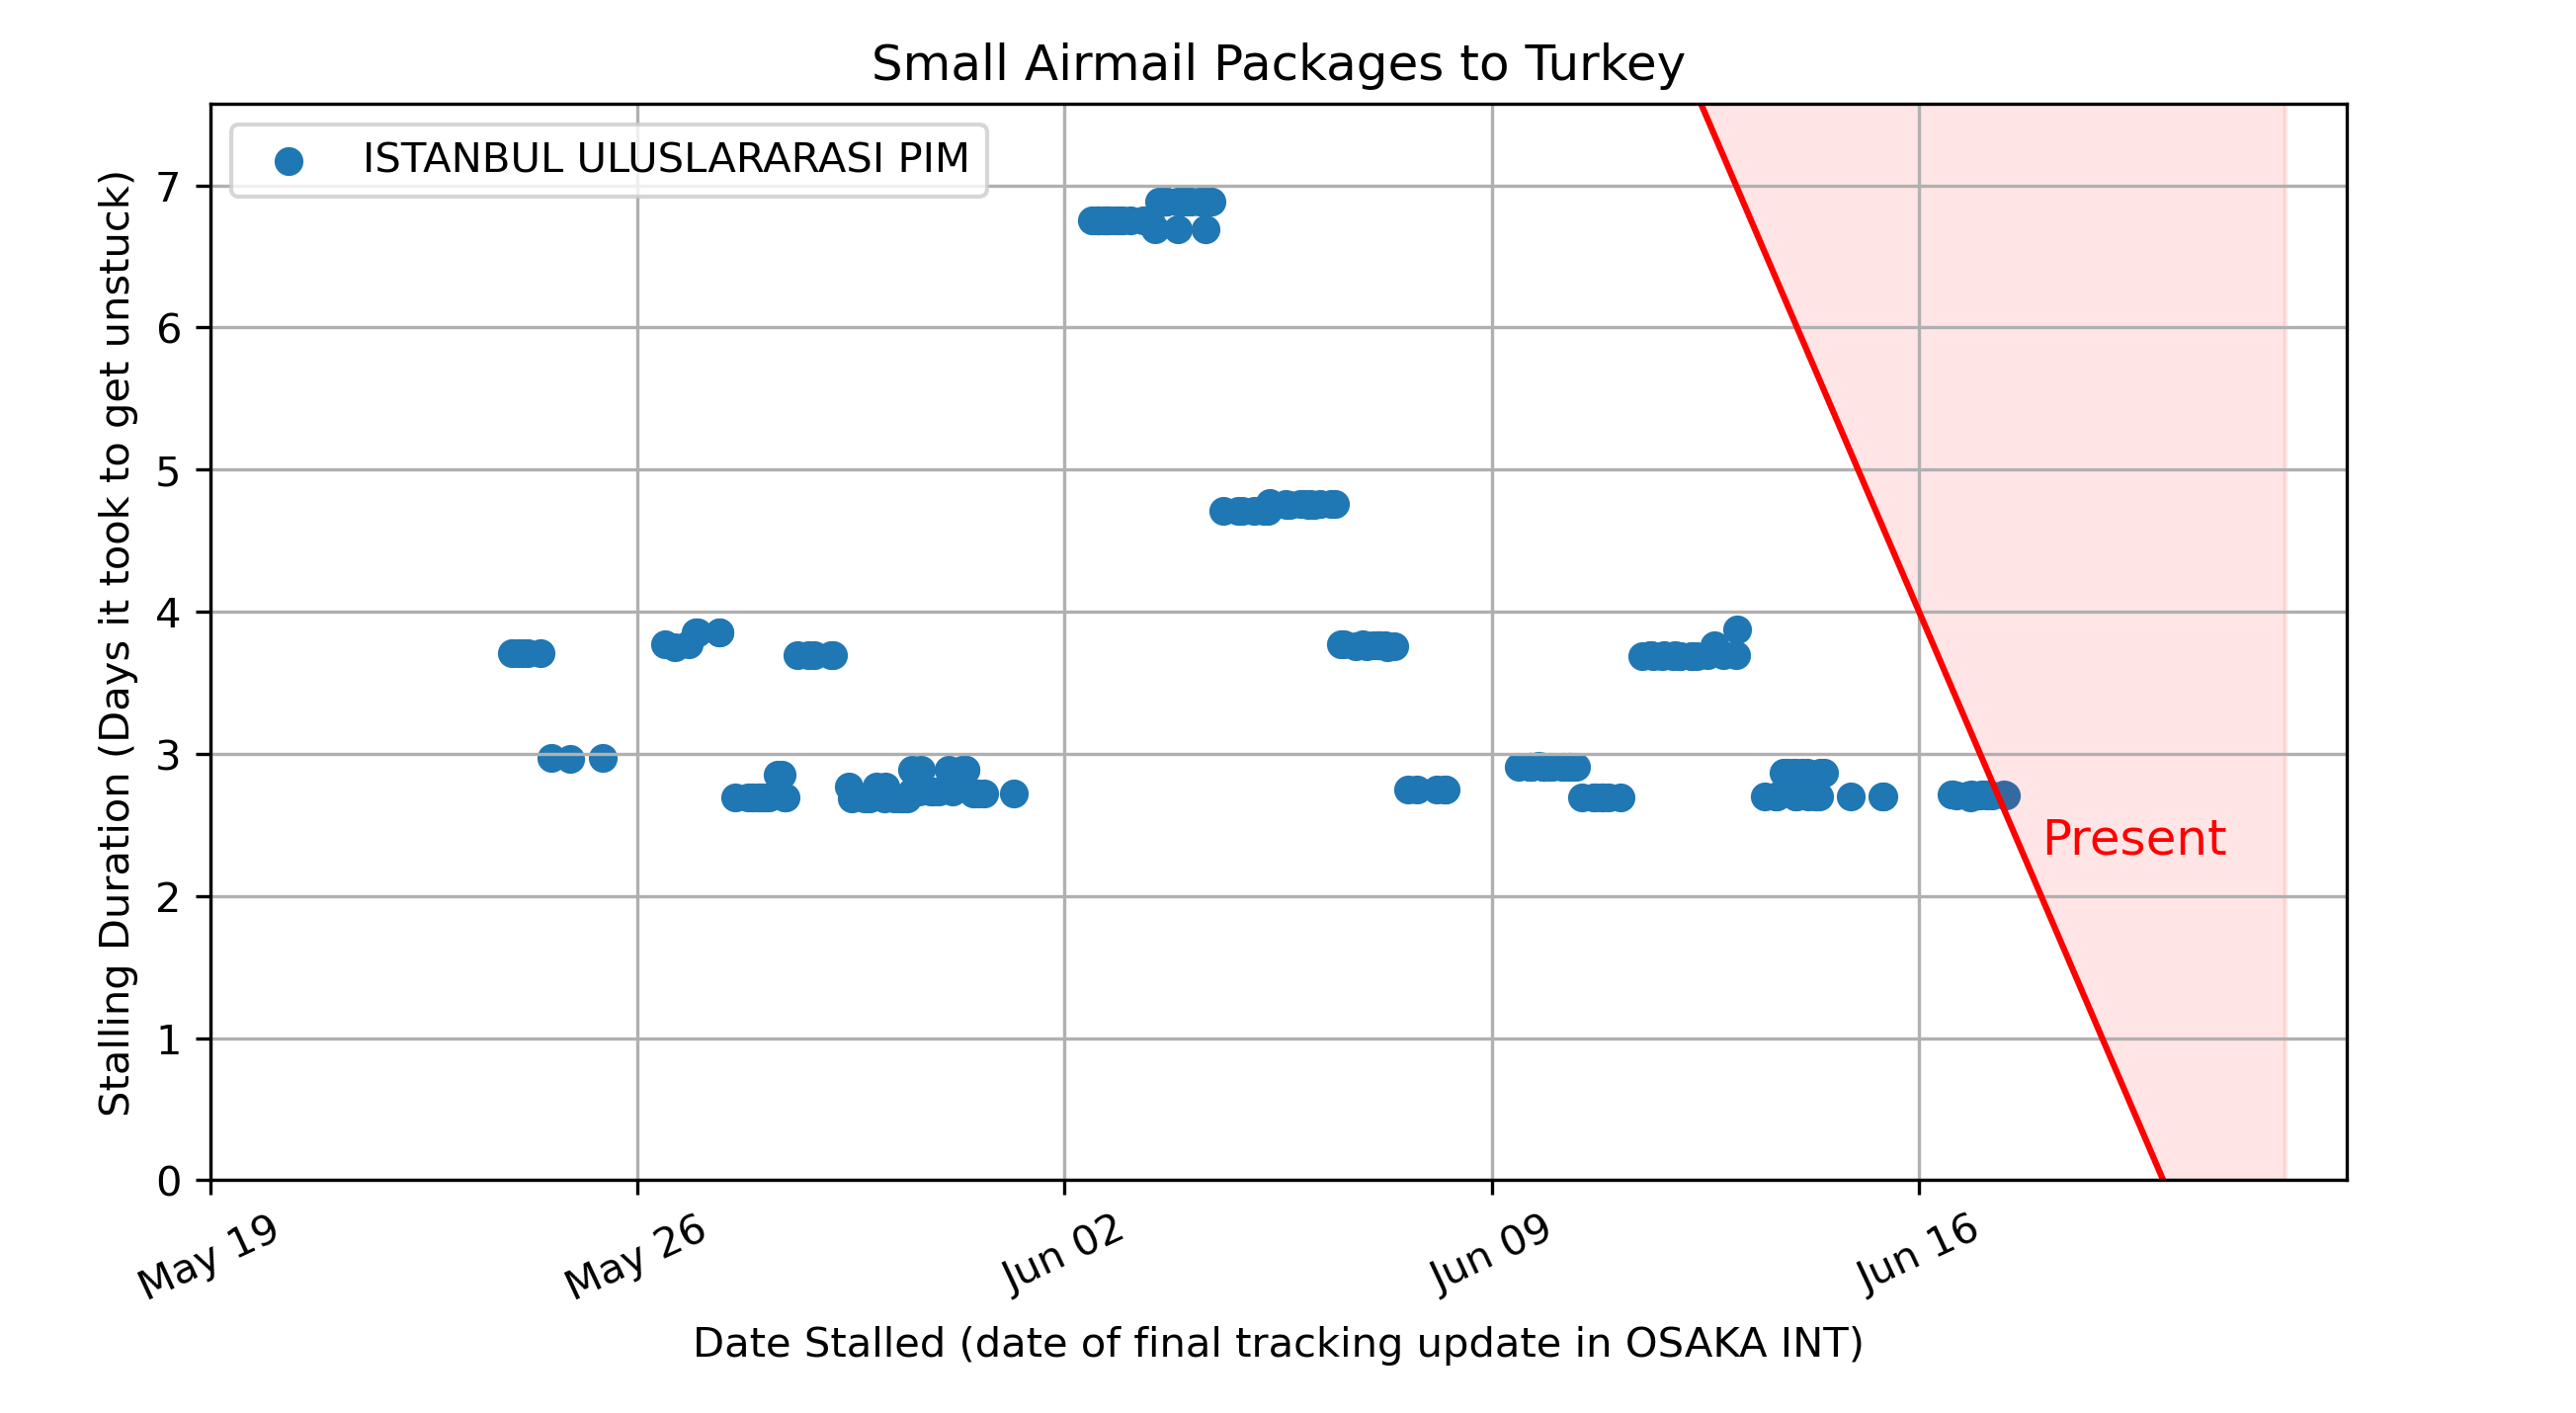 Small Airmail Packages to Turkey
ISTANBUL ULUSLARARASI PIM
Stalling Duration (Days it took to get unstuck)
7
6
5
4
3
2
1
0
Present
May 19
May 26
Jun 02
Jun 09
Jun 16
Date Stalled (date of final tracking update in OSAKA INT)